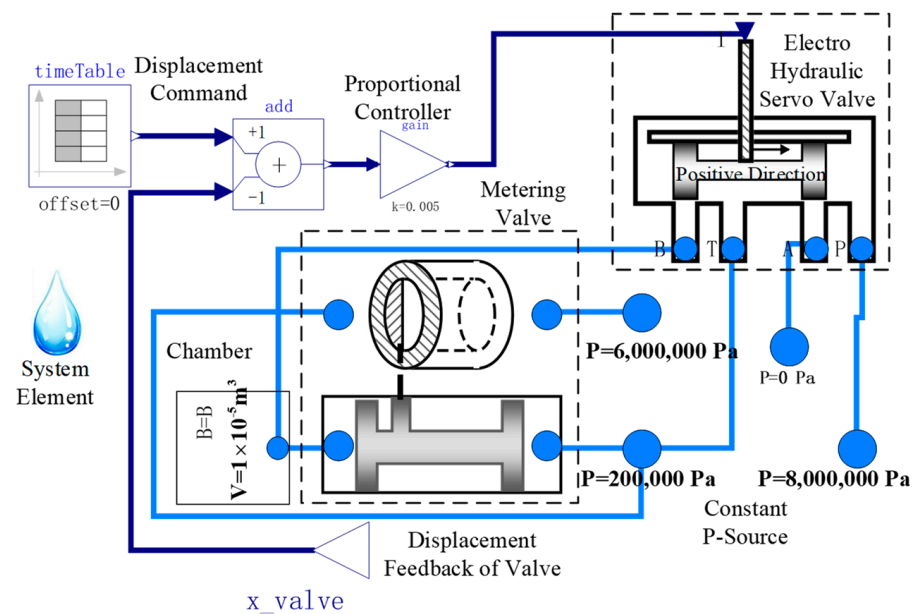 timeTable
Displacement
Command
offset=0
add
+1
+
-1
Proportional
Controller
gain
k=0.005
I
Electro
Hydraulic
Servo Valve
Positive Direction
B
T
A
P
Metering
Valve
P=6,000,000 Pa
P=0 Pa
System
Element
Chamber
B=B
V=1×10⁻⁵m³
P=200,000 Pa
P=8,000,000 Pa
Constant
P-Source
Displacement
Feedback of Valve
x_valve